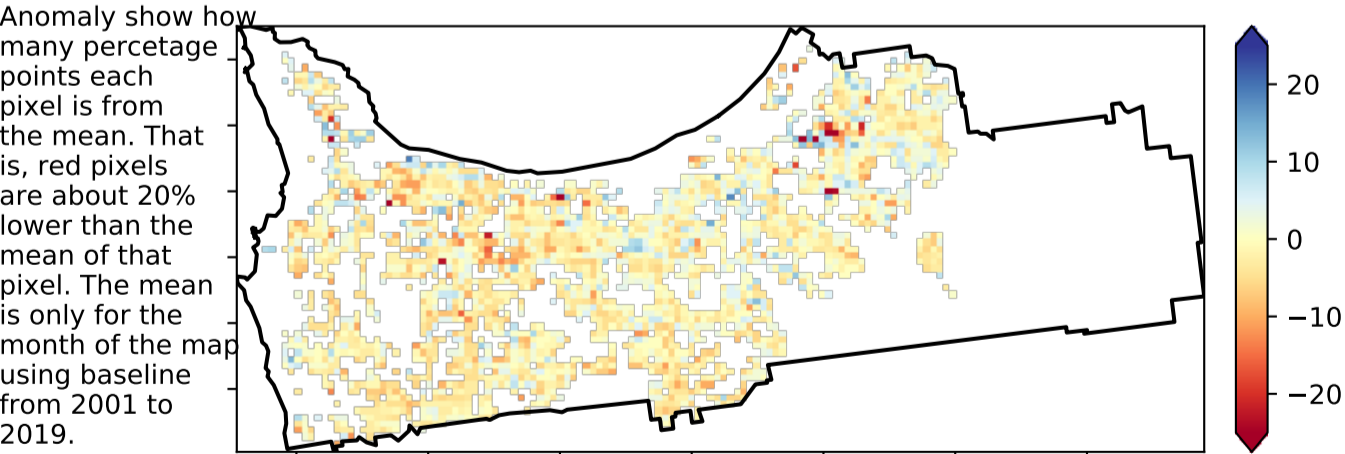 Anomaly show how
many percetage
points each
pixel is from
the mean. That
is, red pixels
are about 20%
lower than the
mean of that
pixel. The mean
is only for the
month of the map
using baseline
from 2001 to
2019.
20
10
0
−10
−20